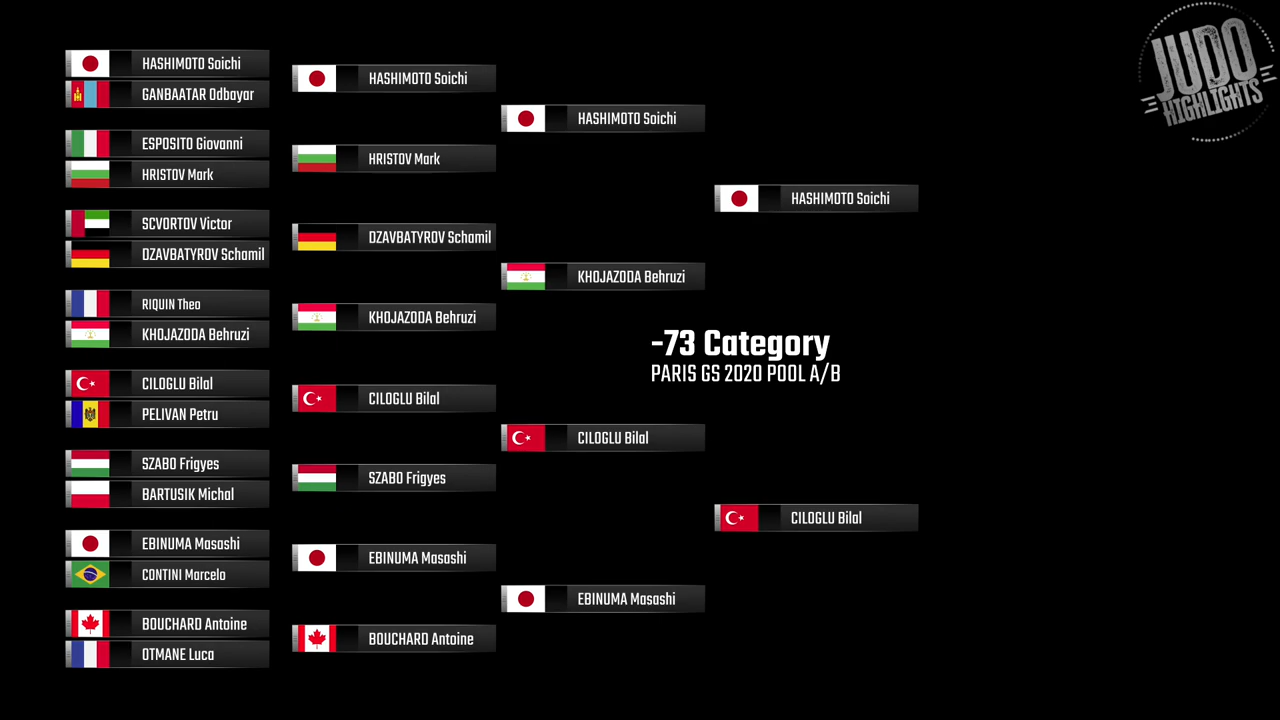 JUDO
HIGHLIGHTS
HASHIMOTO Soichi
GANBAATAR Odbayar
ESPOSITO Giovanni
HRISTOV Mark
SCVORTOV Victor
DZAVBATYROV Schamil
RIQUIN Theo
KHOJAZODA Behruzi
CILOGLU Bilal
PELIVAN Petru
SZABO Frigyes
BARTUSIK Michal
EBINUMA Masashi
CONTINI Marcelo
BOUCHARD Antoine
OTMANE Luca
HASHIMOTO Soichi
HRISTOV Mark
DZAVBATYROV Schamil
KHOJAZODA Behruzi
CILOGLU Bilal
SZABO Frigyes
EBINUMA Masashi
BOUCHARD Antoine
HASHIMOTO Soichi
KHOJAZODA Behruzi
CILOGLU Bilal
EBINUMA Masashi
HASHIMOTO Soichi
CILOGLU Bilal
-73 Category
PARIS GS 2020 POOL A/B